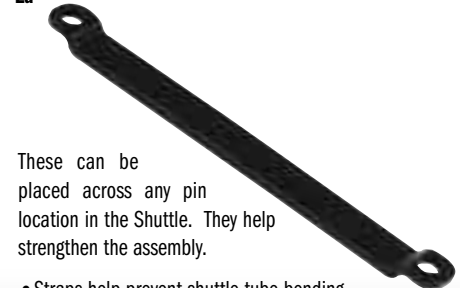 These can be
placed across any pin
location in the Shuttle. They help
strengthen the assembly.
• Straps help prevent shuttle tube bending